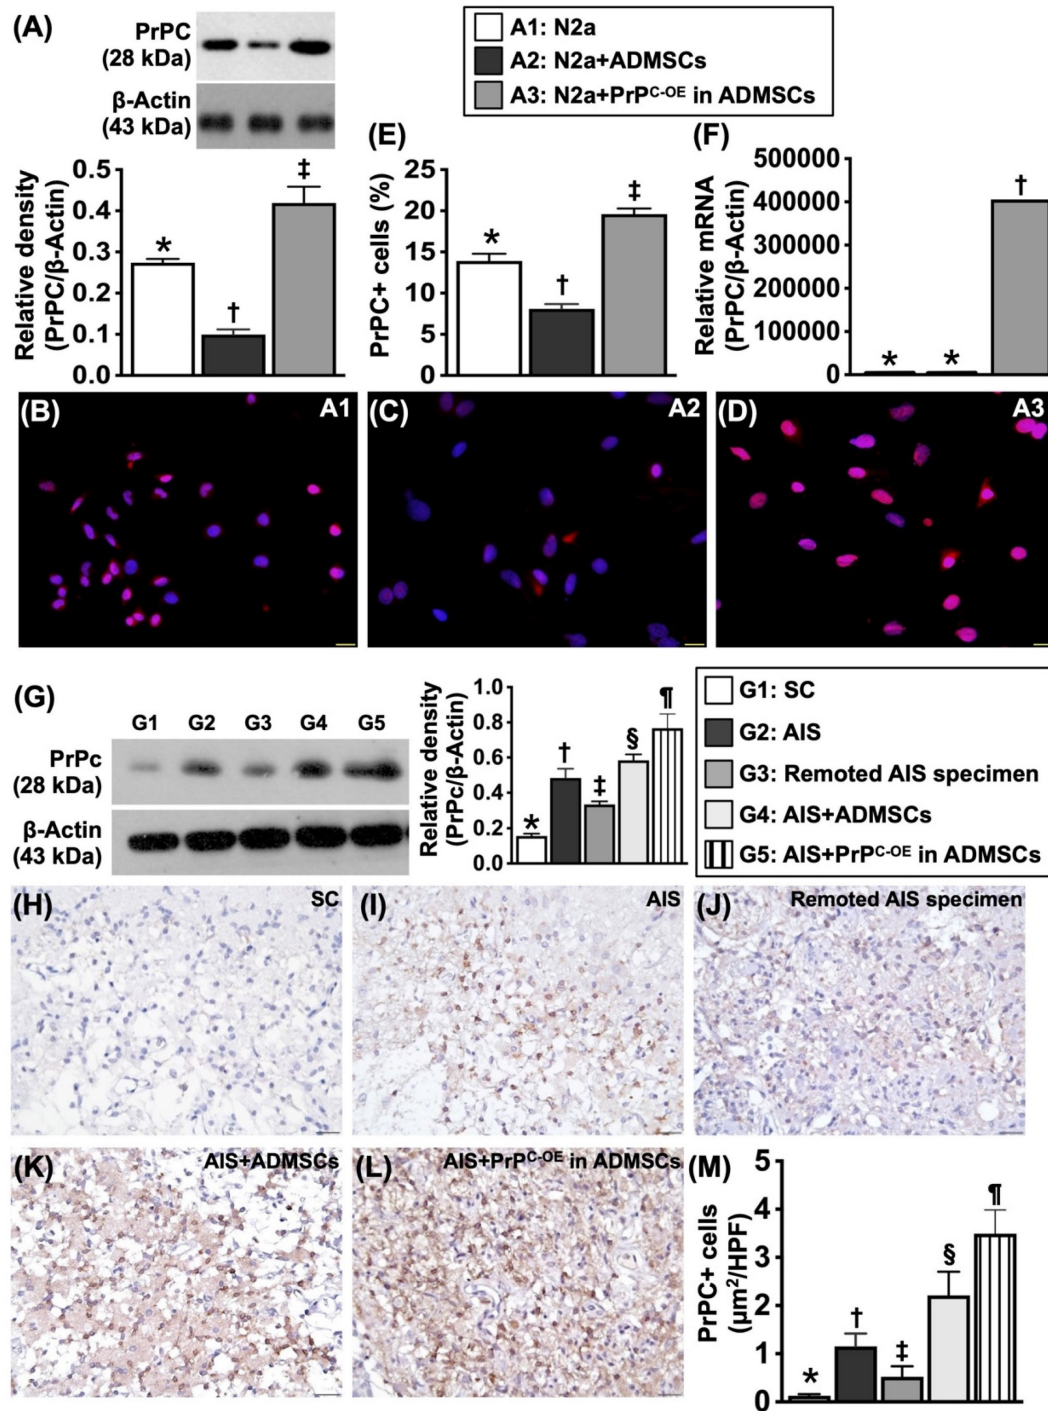 (A)
PrPC
(28 kDa)
β-Actin
(43 kDa)
A1: N2a
A2: N2a+ADMSCs
A3: N2a+PrPC-OE in ADMSCs
Relative density
(PrPC/β-Actin)
0.5
0.4
0.3
0.2
0.1
0.0
*
†
‡
(E)
PrPC+ cells (%)
25
20
15
10
5
0
*
†
‡
(F)
Relative mRNA
(PrPC/β-Actin)
500000
400000
300000
200000
100000
0
*
*
†
(B)
A1
(C)
A2
(D)
A3
(G)
G1 G2 G3 G4 G5
PrPc
(28 kDa)
β-Actin
(43 kDa)
Relative density
(PrPc/β-Actin)
1.0
0.8
0.6
0.4
0.2
0.0
*
†
‡
§
¶
G1: SC
G2: AIS
G3: Remoted AIS specimen
G4: AIS+ADMSCs
G5: AIS+PrPC-OE in ADMSCs
(H)
SC
(I)
AIS
(J)
Remoted AIS specimen
(K)
AIS+ADMSCs
(L)
AIS+PrPC-OE in ADMSCs
(M)
PrPC+ cells
(µm²/HPF)
5
4
3
2
1
0
*
†
‡
§
¶